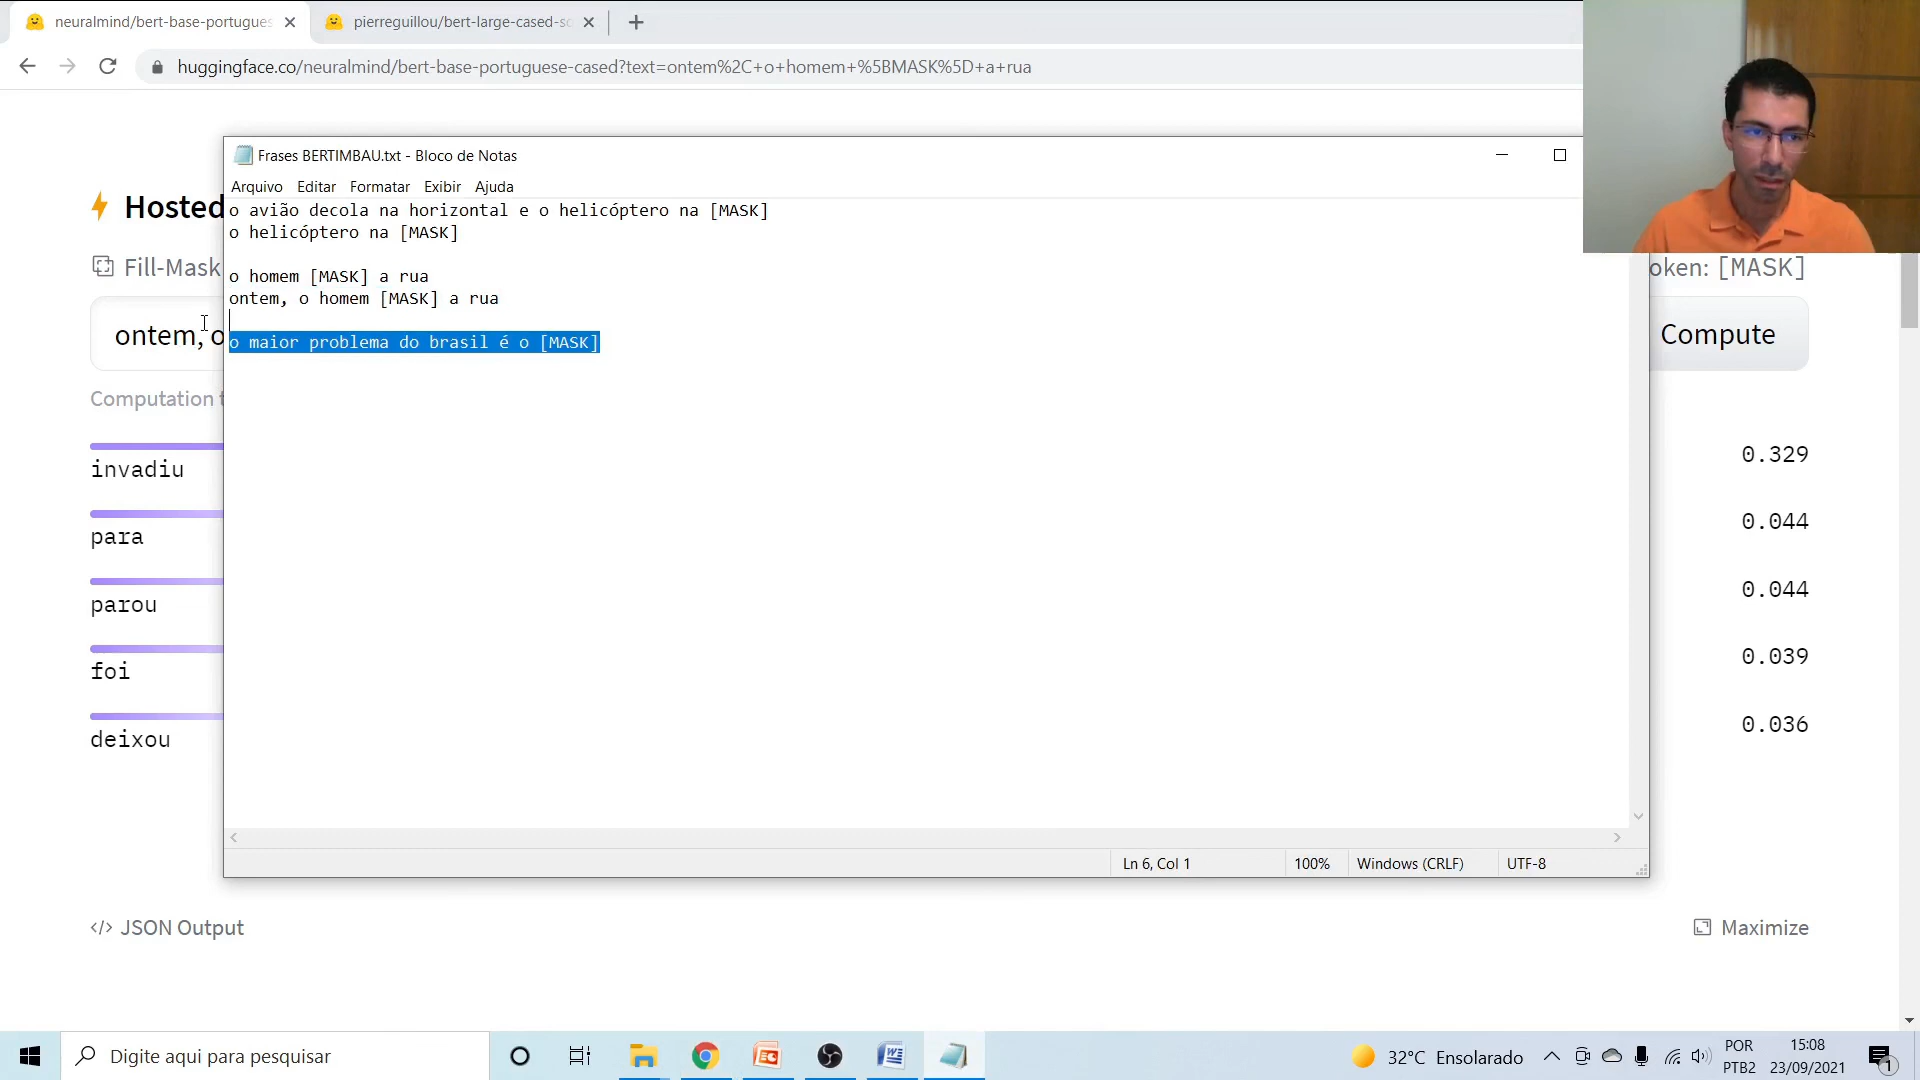 neuralmind/bert-base-portugues
pierreguillou/bert-large-cased-sq
huggingface.co/neuralmind/bert-base-portuguese-cased?text=ontem%2C+o+homem+%5BMASK%5D+a+rua
Frases BERTIMBAU.txt - Bloco de Notas
Arquivo Editar Formatar Exibir Ajuda
o avião decola na horizontal e o helicóptero na [MASK]
o helicóptero na [MASK]
o homem [MASK] a rua
ontem, o homem [MASK] a rua
o maior problema do brasil é o [MASK]
Ln 6, Col 1 100% Windows (CRLF) UTF-8
Hosted
Fill-Mask
oken: [MASK]
ontem, o
Compute
Computation t
invadiu 0.329
para 0.044
parou 0.044
foi 0.039
deixou 0.036
</> JSON Output Maximize
Digite aqui para pesquisar
32°C Ensolarado
POR
PTB2
15:08
23/09/2021
1